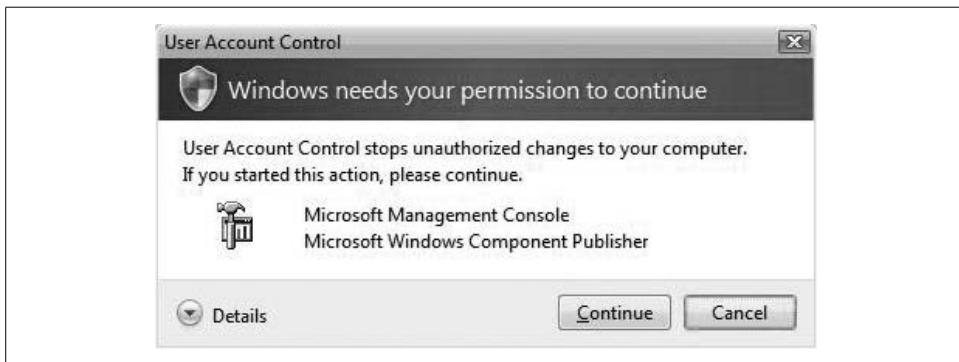 User Account Control
Windows needs your permission to continue
User Account Control stops unauthorized changes to your computer.
If you started this action, please continue.
Microsoft Management Console
Microsoft Windows Component Publisher
Details
Continue
Cancel